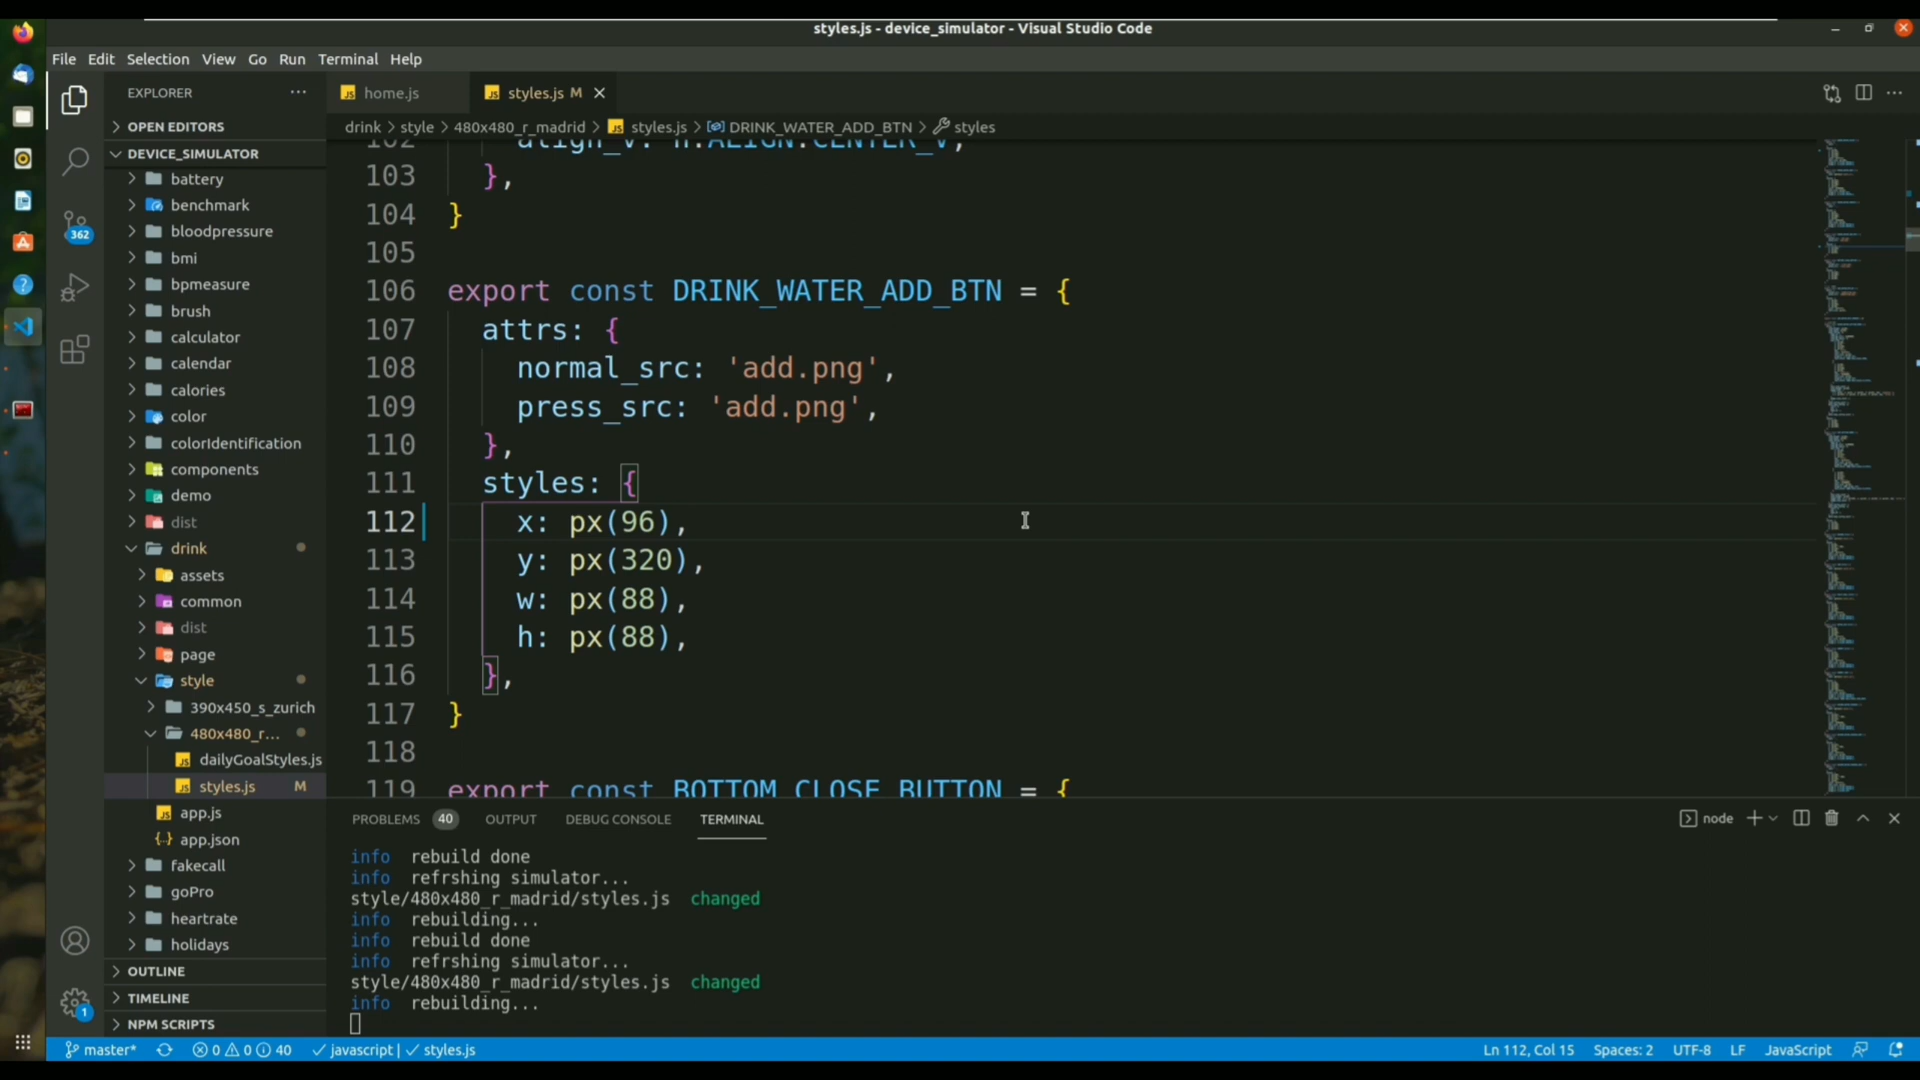 styles.js - device_simulator - Visual Studio Code
File Edit Selection View Go Run Terminal Help
EXPLORER
OPEN EDITORS
DEVICE_SIMULATOR
battery
benchmark
bloodpressure
bmi
bpmeasure
brush
calculator
calendar
calories
color
colorIdentification
components
demo
dist
drink
assets
common
dist
page
style
390x450_s_zurich
480x480_r...
dailyGoalStyles.js
styles.js M
app.js
app.json
fakecall
goPro
heartrate
holidays
OUTLINE
TIMELINE
NPM SCRIPTS
362
1
home.js
styles.js M
drink > style > 480x480_r_madrid > styles.js > DRINK_WATER_ADD_BTN > styles
102 align_v: h.ALIGN.CENTER_V,
103 },
104 }
105
106 export const DRINK_WATER_ADD_BTN = {
107 attrs: {
108 normal_src: 'add.png',
109 press_src: 'add.png',
110 },
111 styles: {
112 x: px(96),
113 y: px(320),
114 w: px(88),
115 h: px(88),
116 },
117 }
118
119 export const BOTTOM_CLOSE_BUTTON = {
PROBLEMS 40 OUTPUT DEBUG CONSOLE TERMINAL
node
info rebuild done
info refrshing simulator...
style/480x480_r_madrid/styles.js changed
info rebuilding...
info rebuild done
info refrshing simulator...
style/480x480_r_madrid/styles.js changed
info rebuilding...
master* 0 0 40 javascript | styles.js
Ln 112, Col 15 Spaces: 2 UTF-8 LF JavaScript